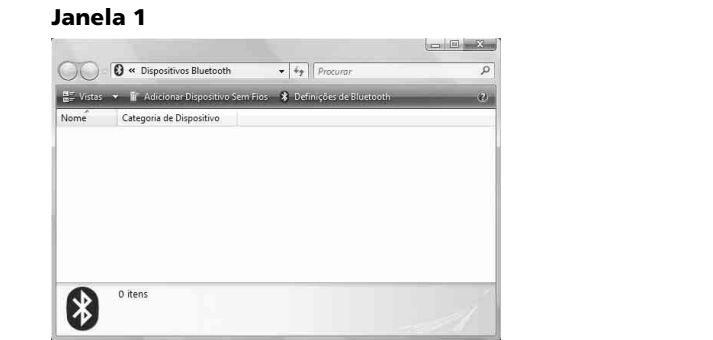 Janela 1
« Dispositivos Bluetooth Procurar
Vistas Adicionar Dispositivo Sem Fios Definições de Bluetooth ?
Nome Categoria de Dispositivo
0 itens